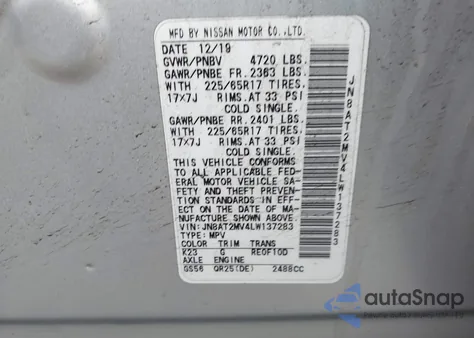 MFD BY NISSAN MOTOR CO.,LTD.
DATE 12/19
GVWR/PNBV 4720 LBS.
GAWR/PNBE FR. 2363 LBS.
WITH 225/65R17 TIRES.
17X7J RIMS.AT 33 PSI
COLD SINGLE.
GAWR/PNBE RR. 2401 LBS.
WITH 225/65R17 TIRES.
17X7J RIMS.AT 33 PSI
COLD SINGLE.
THIS VEHICLE CONFORMS
TO ALL APPLICABLE FED-
ERAL MOTOR VEHICLE SA-
FETY AND THEFT PREVEN-
TION STANDARDS IN EFF-
ECT ON THE DATE OF MA-
NUFACTURE SHOWN ABOVE.
VIN:JN8AT2MV4LW137283
TYPE:MPV
COLOR TRIM TRANS
K23 G RE0F10D
AXLE ENGINE
GS56 QR25(DE) 2488CC
JN8AT2MV4LW137283
autoSnap
POWERED BY CARFAST